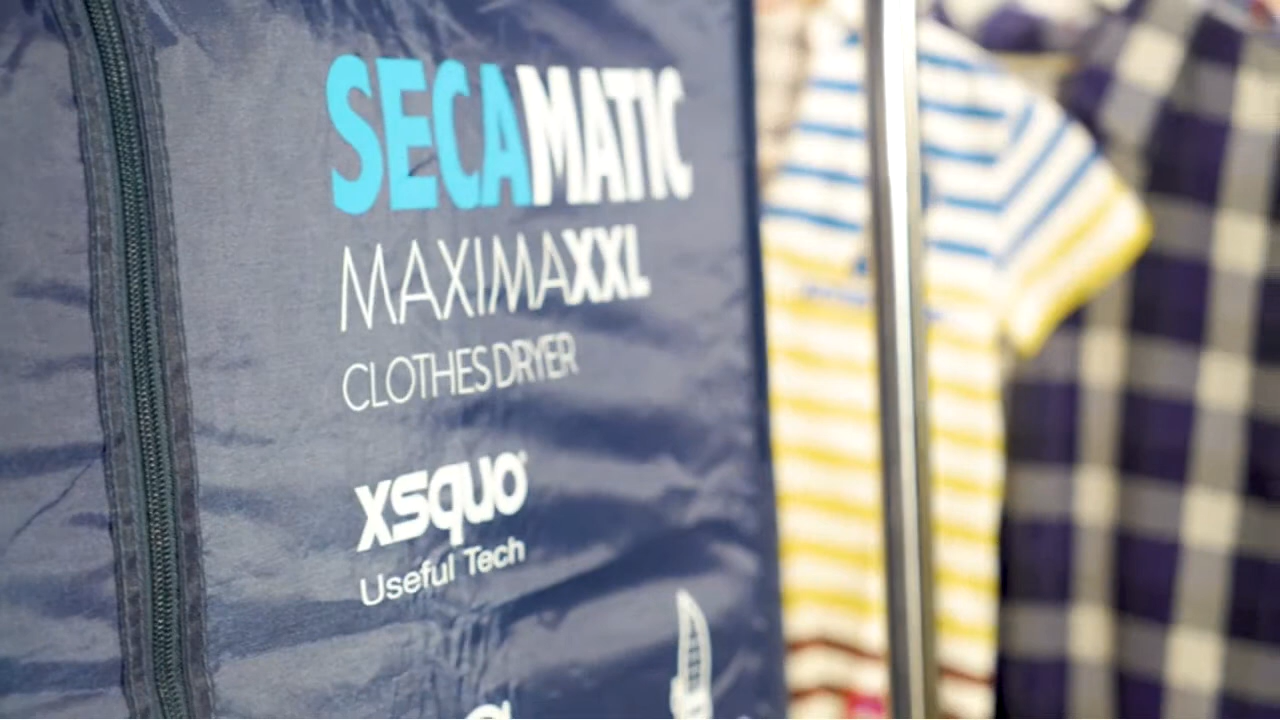 SECAMATIC
MAXIMAXXL
CLOTHES DRYER
xsquo
Useful Tech